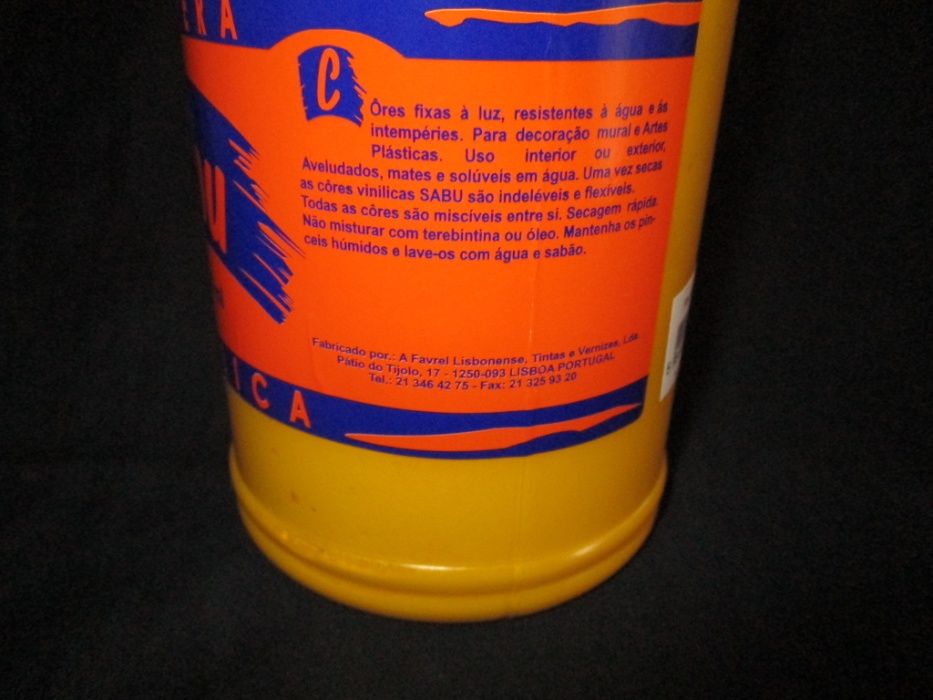 ERA
C
Ôres fixas à luz, resistentes à água e ás
intempéries. Para decoração mural e Artes
Plásticas. Uso interior ou exterior,
Aveludados, mates e solúveis em água. Uma vez secas
as côres vinilicas SABU são indeléveis e flexíveis.
Todas as côres são miscíveis entre si. Secagem rápida.
Não misturar com terebintina ou óleo. Mantenha os pin-
ceis húmidos e lave-os com água e sabão.
BU
Fabricado por.: A Favrel Lisbonense, Tintas e Vernizes, Lda
Pátio do Tijolo, 17 - 1250-093 LISBOA PORTUGAL
Tel.: 21 346 42 75 - Fax: 21 325 93 20
ICA